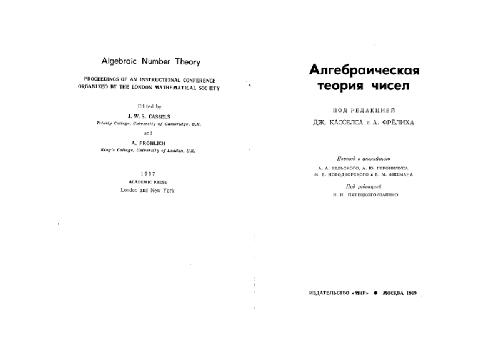 Algebraic Number Theory
PROCEEDINGS OF AN INSTRUCTIONAL CONFERENCE
ORGANIZED BY THE LONDON MATHEMATICAL SOCIETY
Edited by
J. W. S. CASSELS
Trinity College, University of Cambridge, U.K.
and
A. FRÖHLICH
King's College, University of London, U.K.
1967
ACADEMIC PRESS
London and New York
Алгебраическая
теория чисел
ПОД РЕДАКЦИЕЙ
ДЖ. КАССЕЛСА и А. ФРЁЛИХА
Перевод с английского
Под редакцией
ИЗДАТЕЛЬСТВО «МИР» ● МОСКВА 1969